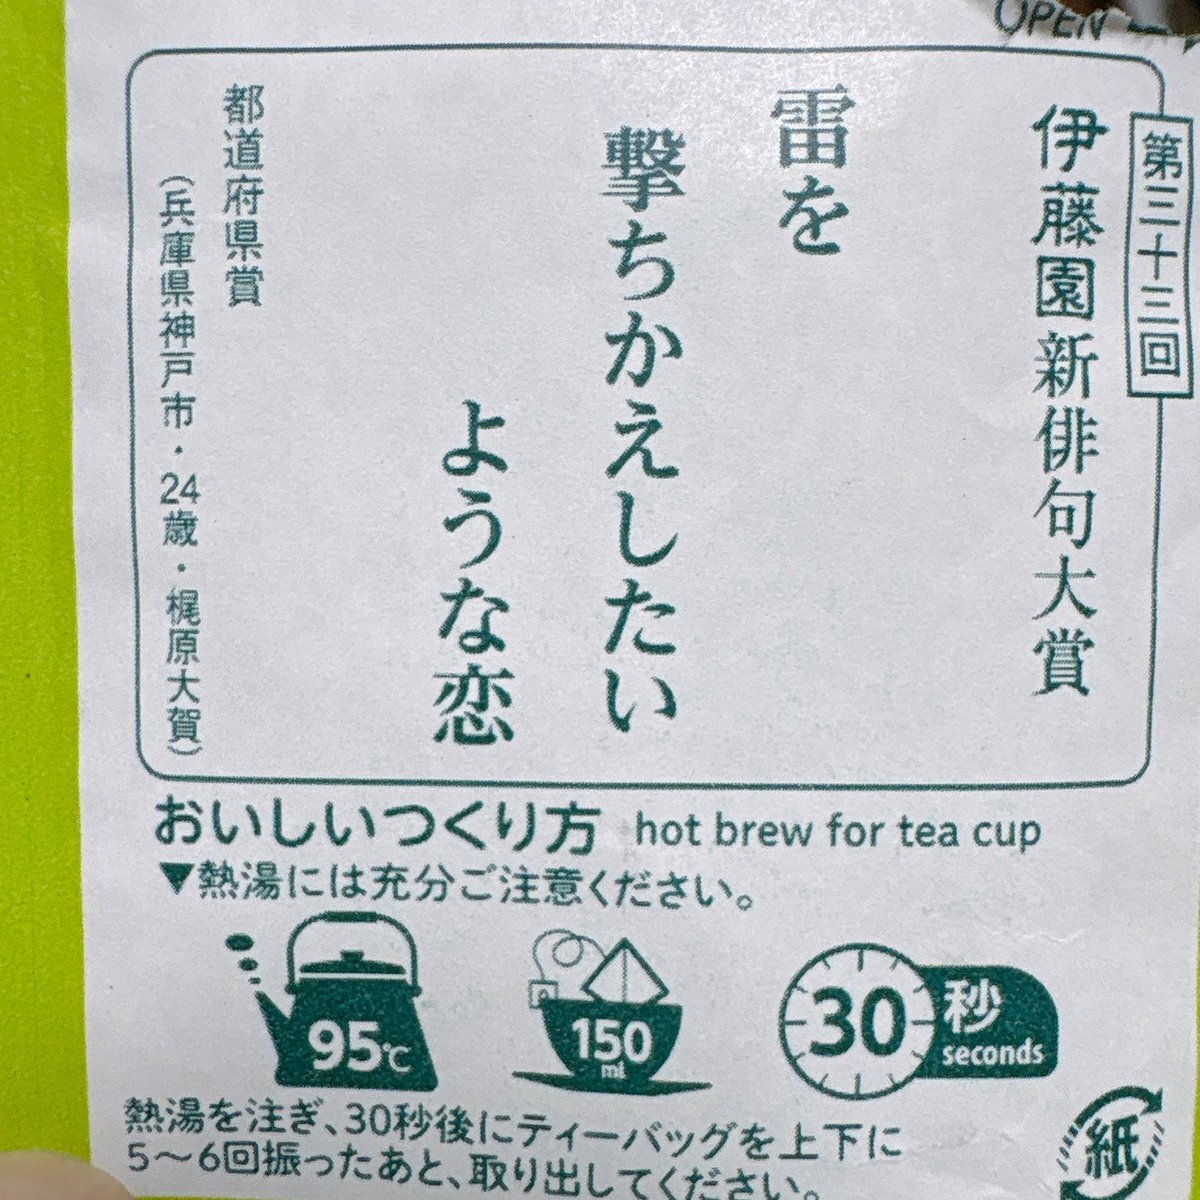 OPEN
第三十三回
伊藤園新俳句大賞
雷を
撃ちかえしたい
ような恋
都道府県賞
（兵庫県神戸市・24歳・梶原大賀）
おいしいつくり方 hot brew for tea cup
▼熱湯には充分ご注意ください。
95℃
150 ml
30秒 seconds
熱湯を注ぎ、30秒後にティーバッグを上下に
5〜6回振ったあと、取り出してください。
紙